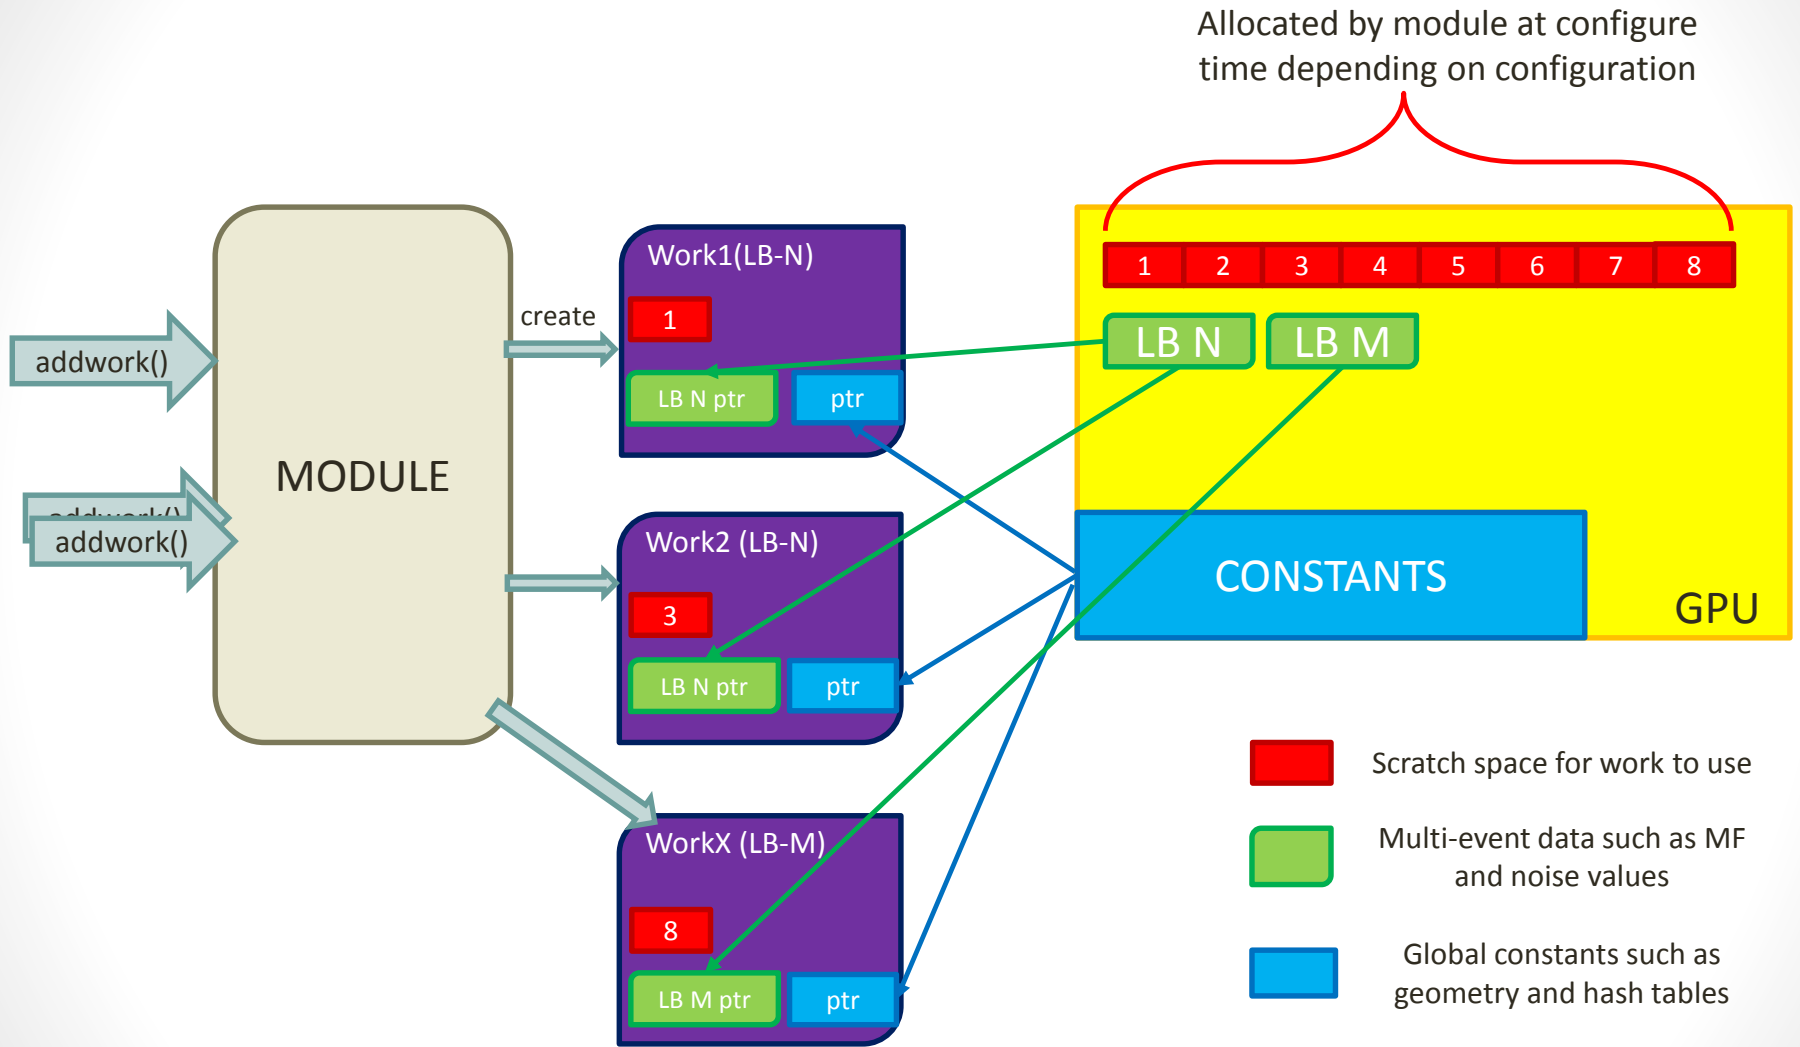 Allocated by module at configure
time depending on configuration
1 2 3 4 5 6 7 8
LB N LB M
CONSTANTS
GPU
addwork()
addwork()
addwork()
MODULE
create
Work1(LB-N)
1
LB N ptr
ptr
Work2 (LB-N)
3
LB N ptr
ptr
WorkX (LB-M)
8
LB M ptr
ptr
Scratch space for work to use
Multi-event data such as MF
and noise values
Global constants such as
geometry and hash tables